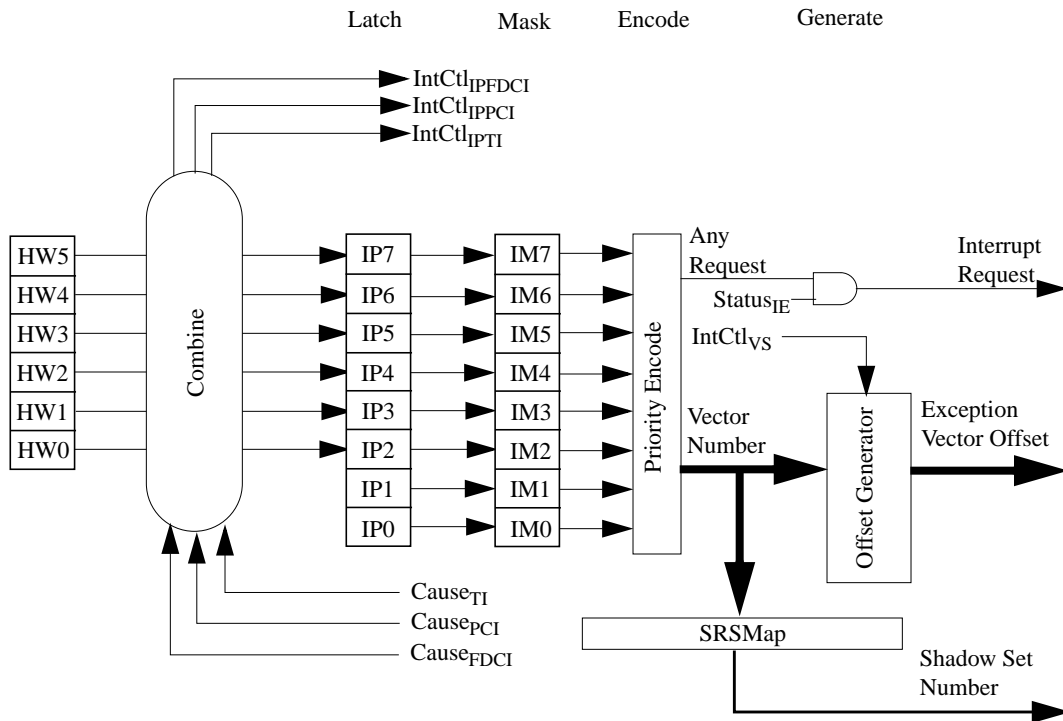 Latch Mask Encode Generate
IntCtlIPFDCI
IntCtlIPPCI
IntCtlIPTI
HW5 IP7 IM7
HW4 IP6 IM6
HW3 IP5 IM5
HW2 IP4 IM4
HW1 IP3 IM3
HW0 IP2 IM2
IP1 IM1
IP0 IM0
Combine
Priority Encode
Any
Request
StatusIE
Interrupt
Request
IntCtlVS
Vector
Number
Offset Generator
Exception
Vector Offset
CauseTI
CausePCI
CauseFDCI
SRSMap
Shadow Set
Number